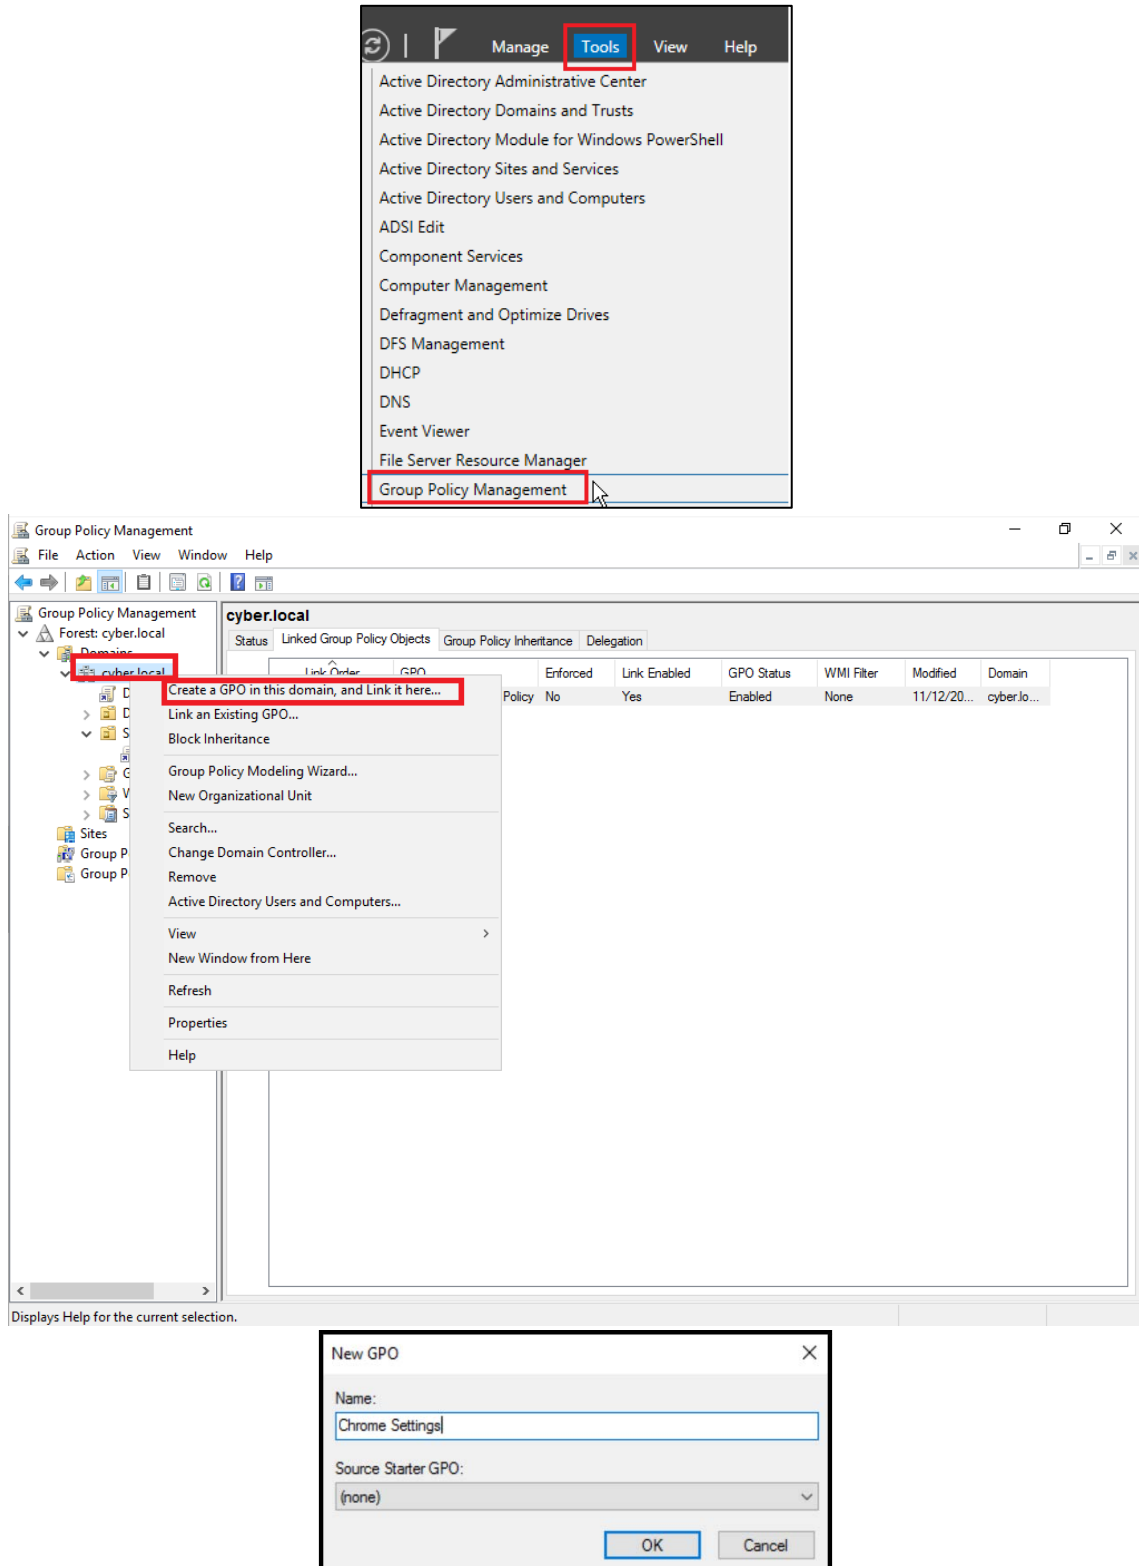 Manage Tools View Help
Active Directory Administrative Center
Active Directory Domains and Trusts
Active Directory Module for Windows PowerShell
Active Directory Sites and Services
Active Directory Users and Computers
ADSI Edit
Component Services
Computer Management
Defragment and Optimize Drives
DFS Management
DHCP
DNS
Event Viewer
File Server Resource Manager
Group Policy Management
Group Policy Management
File Action View Window Help
Group Policy Management
Forest: cyber.local
Domains
cyber.local
D
D
S
G
W
S
Sites
Group P
Group P
cyber.local
Status Linked Group Policy Objects Group Policy Inheritance Delegation
Link Order GPO Enforced Link Enabled GPO Status WMI Filter Modified Domain
Policy No Yes Enabled None 11/12/20... cyber.lo...
Create a GPO in this domain, and Link it here...
Link an Existing GPO...
Block Inheritance
Group Policy Modeling Wizard...
New Organizational Unit
Search...
Change Domain Controller...
Remove
Active Directory Users and Computers...
View
New Window from Here
Refresh
Properties
Help
Displays Help for the current selection.
New GPO
Name:
Chrome Settings
Source Starter GPO:
(none)
OK Cancel